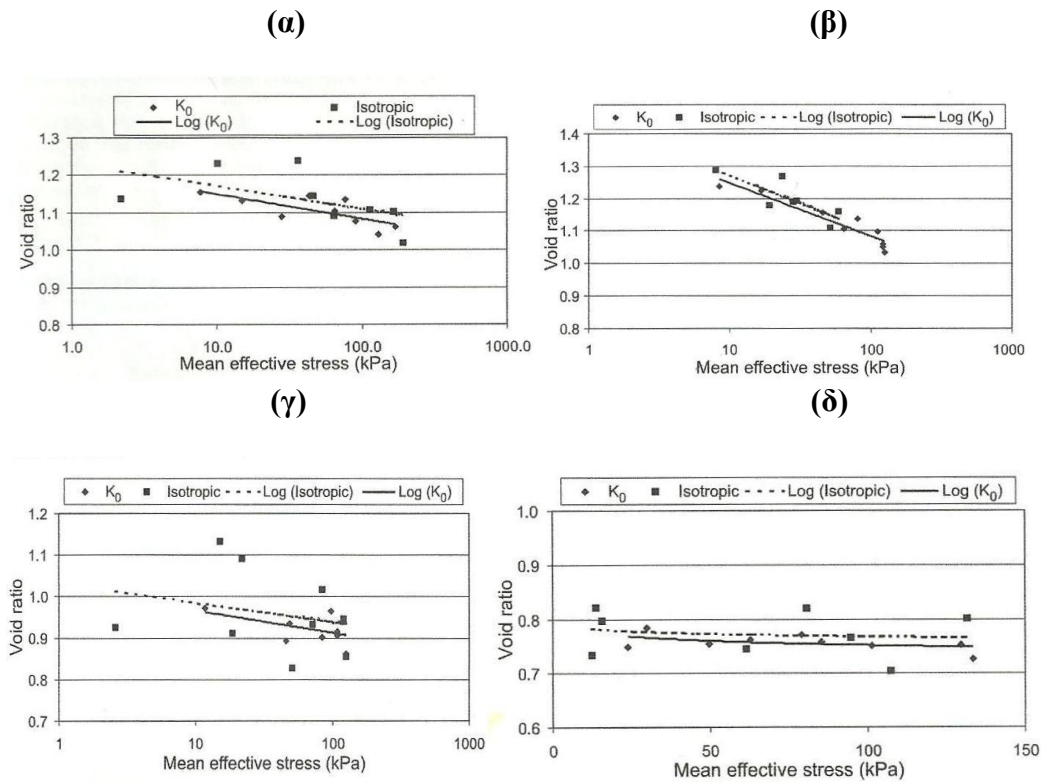 (α)
K0 Isotropic
Log (K0) Log (Isotropic)
1.3
1.2
1.1
1.0
0.9
0.8
Void ratio
1.0 10.0 100.0 1000.0
Mean effective stress (kPa)
(β)
K0 Isotropic Log (Isotropic) Log (K0)
1.4
1.3
1.2
1.1
1.0
0.9
0.8
Void ratio
1 10 100 1000
Mean effective stress (kPa)
(γ)
K0 Isotropic Log (Isotropic) Log (K0)
1.2
1.1
1.0
0.9
0.8
0.7
Void ratio
1 10 100 1000
Mean effective stress (kPa)
(δ)
K0 Isotropic Log (Isotropic) Log (K0)
1.0
0.9
0.8
0.7
0.6
Void ratio
0 50 100 150
Mean effective stress (kPa)